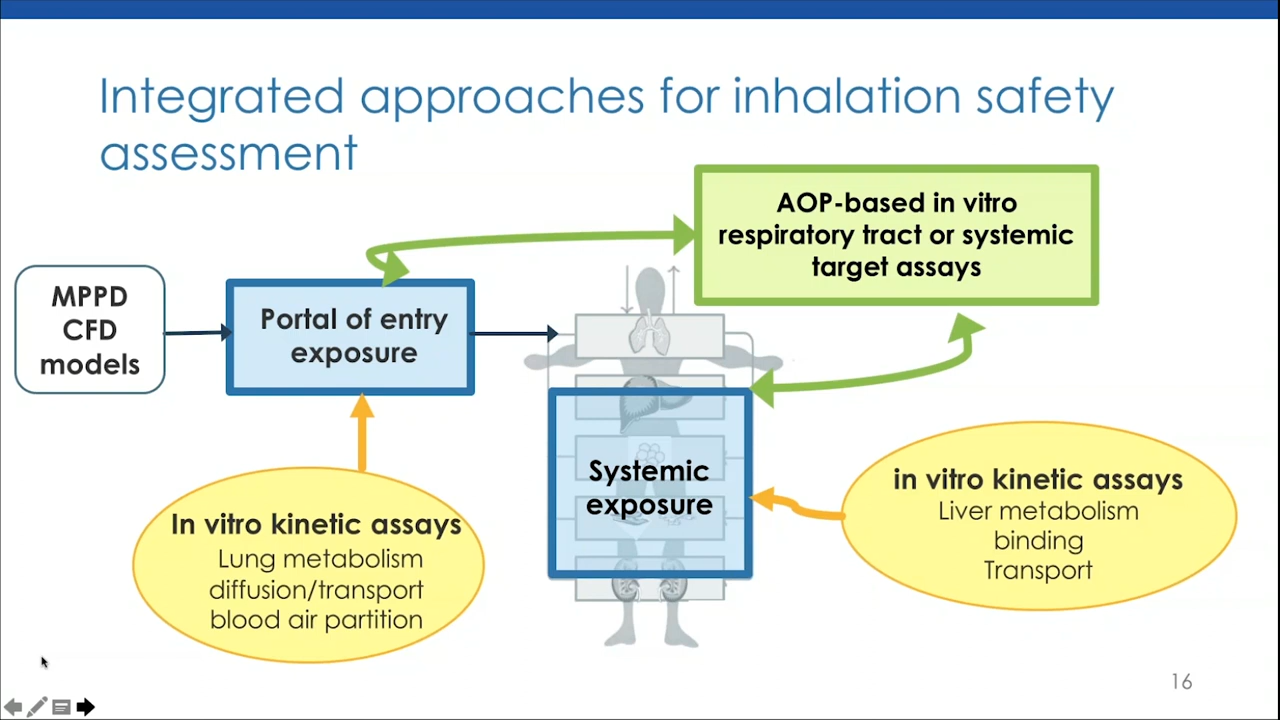 Integrated approaches for inhalation safety
assessment
AOP-based in vitro
respiratory tract or systemic
target assays
MPPD
CFD
models
Portal of entry
exposure
Systemic
exposure
In vitro kinetic assays
Lung metabolism
diffusion/transport
blood air partition
in vitro kinetic assays
Liver metabolism
binding
Transport
16